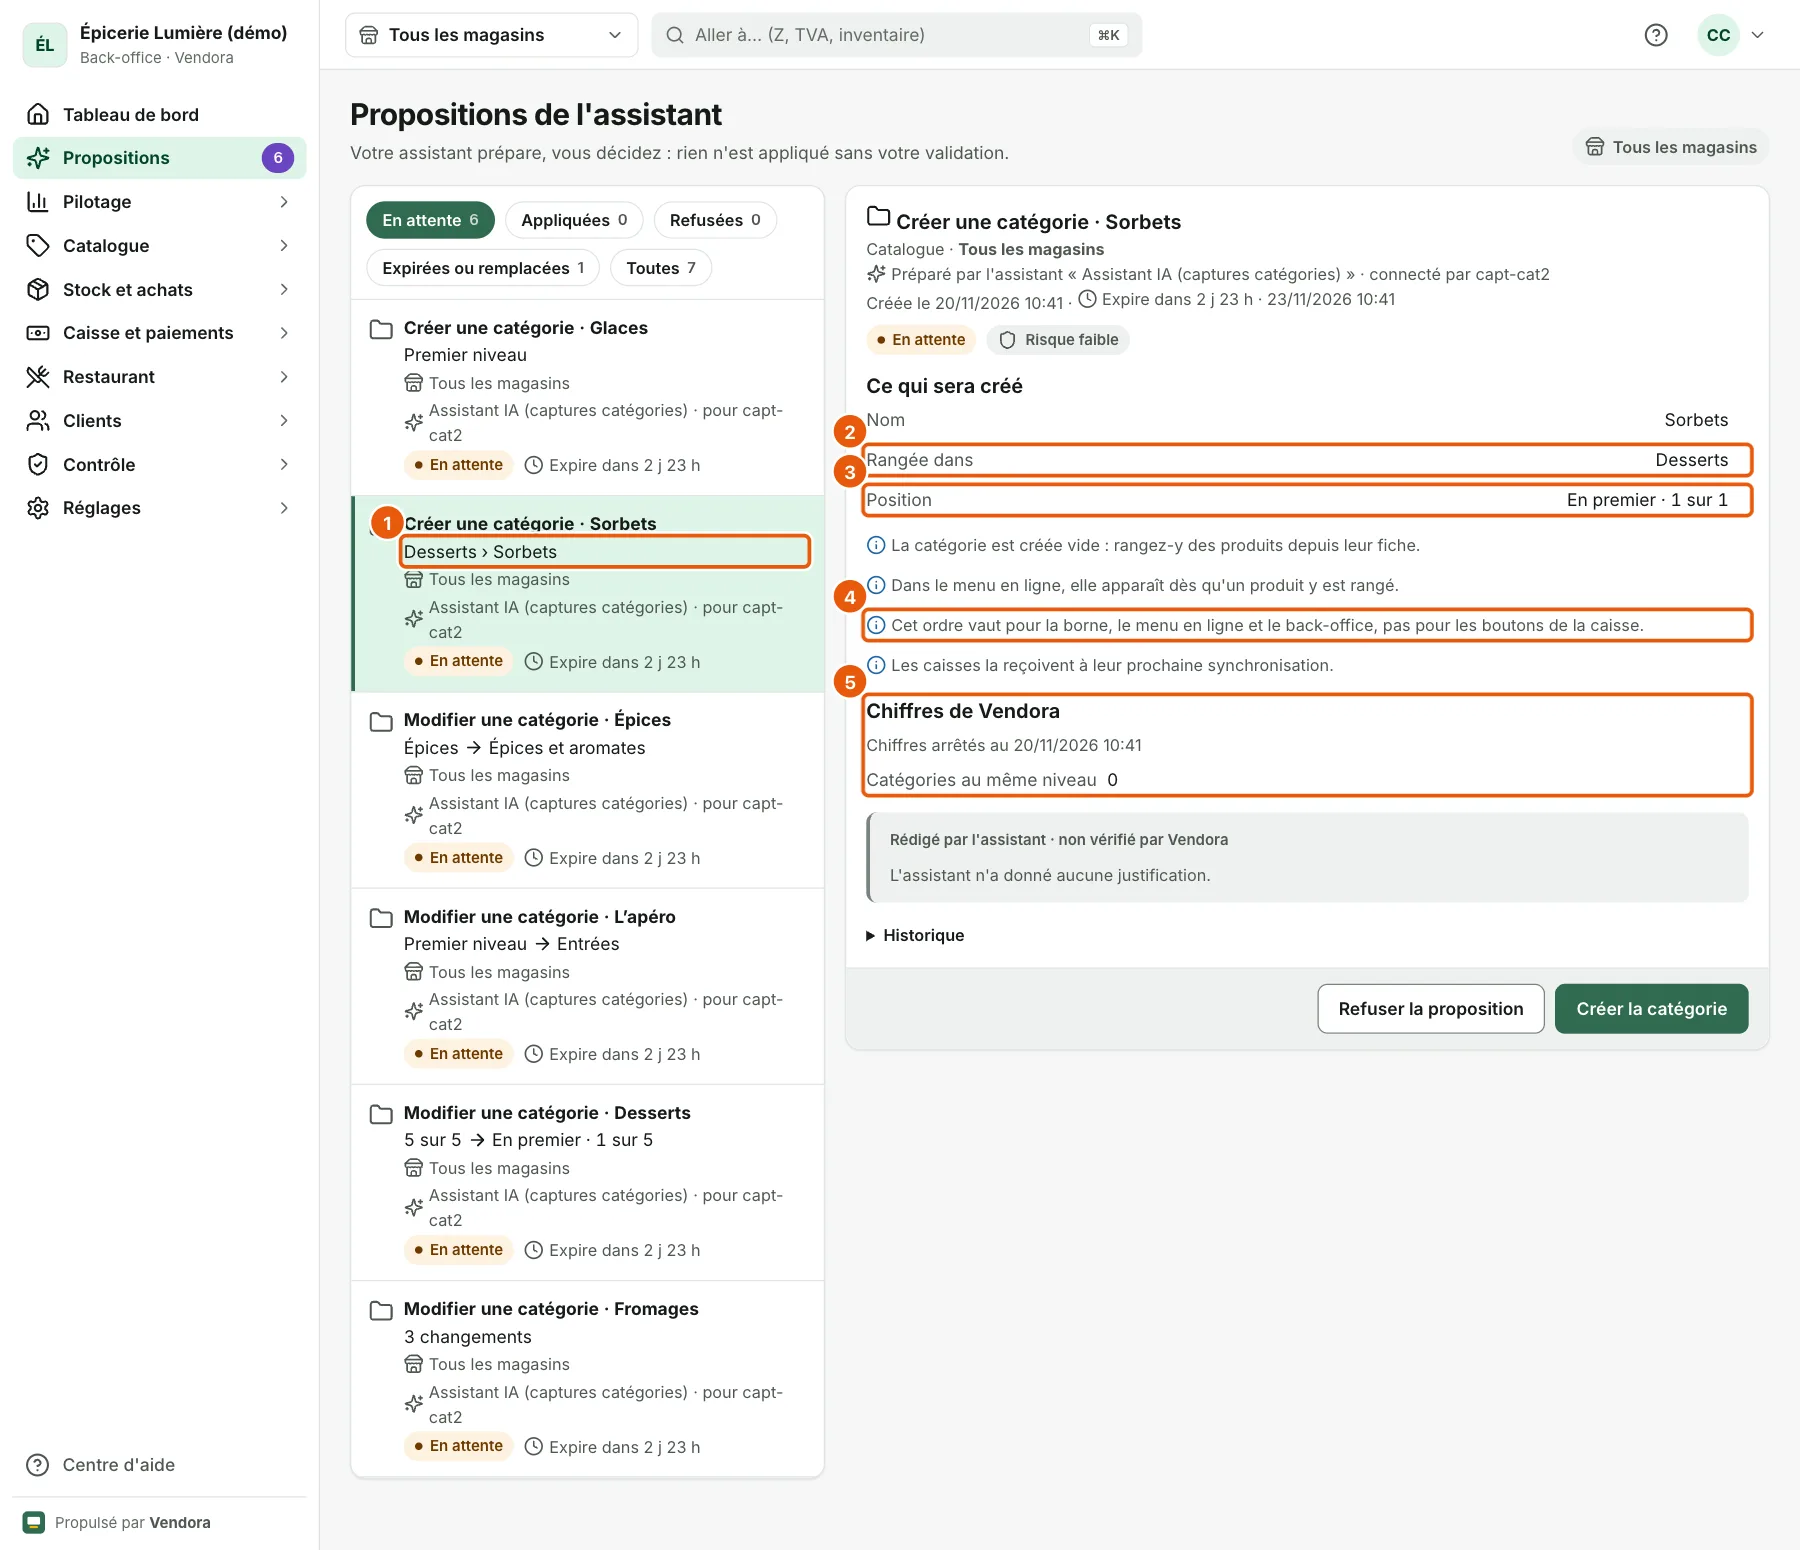 ÉL
Épicerie Lumière (démo)
Back-office · Vendora
Tous les magasins
Aller à... (Z, TVA, inventaire)
⌘K
CC
Tableau de bord
Propositions
6
Pilotage
Catalogue
Stock et achats
Caisse et paiements
Restaurant
Clients
Contrôle
Réglages
Centre d'aide
Propulsé par Vendora
Propositions de l'assistant
Votre assistant prépare, vous décidez : rien n'est appliqué sans votre validation.
Tous les magasins
En attente 6
Appliquées 0
Refusées 0
Expirées ou remplacées 1
Toutes 7
Créer une catégorie · Glaces
Premier niveau
Tous les magasins
Assistant IA (captures catégories) · pour capt-
cat2
En attente
Expire dans 2 j 23 h
1
Créer une catégorie · Sorbets
Desserts › Sorbets
Tous les magasins
Assistant IA (captures catégories) · pour capt-
cat2
En attente
Expire dans 2 j 23 h
Modifier une catégorie · Épices
Épices → Épices et aromates
Tous les magasins
Assistant IA (captures catégories) · pour capt-
cat2
En attente
Expire dans 2 j 23 h
Modifier une catégorie · L’apéro
Premier niveau → Entrées
Tous les magasins
Assistant IA (captures catégories) · pour capt-
cat2
En attente
Expire dans 2 j 23 h
Modifier une catégorie · Desserts
5 sur 5 → En premier · 1 sur 5
Tous les magasins
Assistant IA (captures catégories) · pour capt-
cat2
En attente
Expire dans 2 j 23 h
Modifier une catégorie · Fromages
3 changements
Tous les magasins
Assistant IA (captures catégories) · pour capt-
cat2
En attente
Expire dans 2 j 23 h
Créer une catégorie · Sorbets
Catalogue · Tous les magasins
Préparé par l'assistant « Assistant IA (captures catégories) » · connecté par capt-cat2
Créée le 20/11/2026 10:41 · Expire dans 2 j 23 h · 23/11/2026 10:41
En attente
Risque faible
Ce qui sera créé
Nom Sorbets
2
Rangée dans Desserts
3
Position En premier · 1 sur 1
La catégorie est créée vide : rangez-y des produits depuis leur fiche.
Dans le menu en ligne, elle apparaît dès qu'un produit y est rangé.
4
Cet ordre vaut pour la borne, le menu en ligne et le back-office, pas pour les boutons de la caisse.
Les caisses la reçoivent à leur prochaine synchronisation.
5
Chiffres de Vendora
Chiffres arrêtés au 20/11/2026 10:41
Catégories au même niveau 0
Rédigé par l'assistant · non vérifié par Vendora
L'assistant n'a donné aucune justification.
Historique
Refuser la proposition
Créer la catégorie